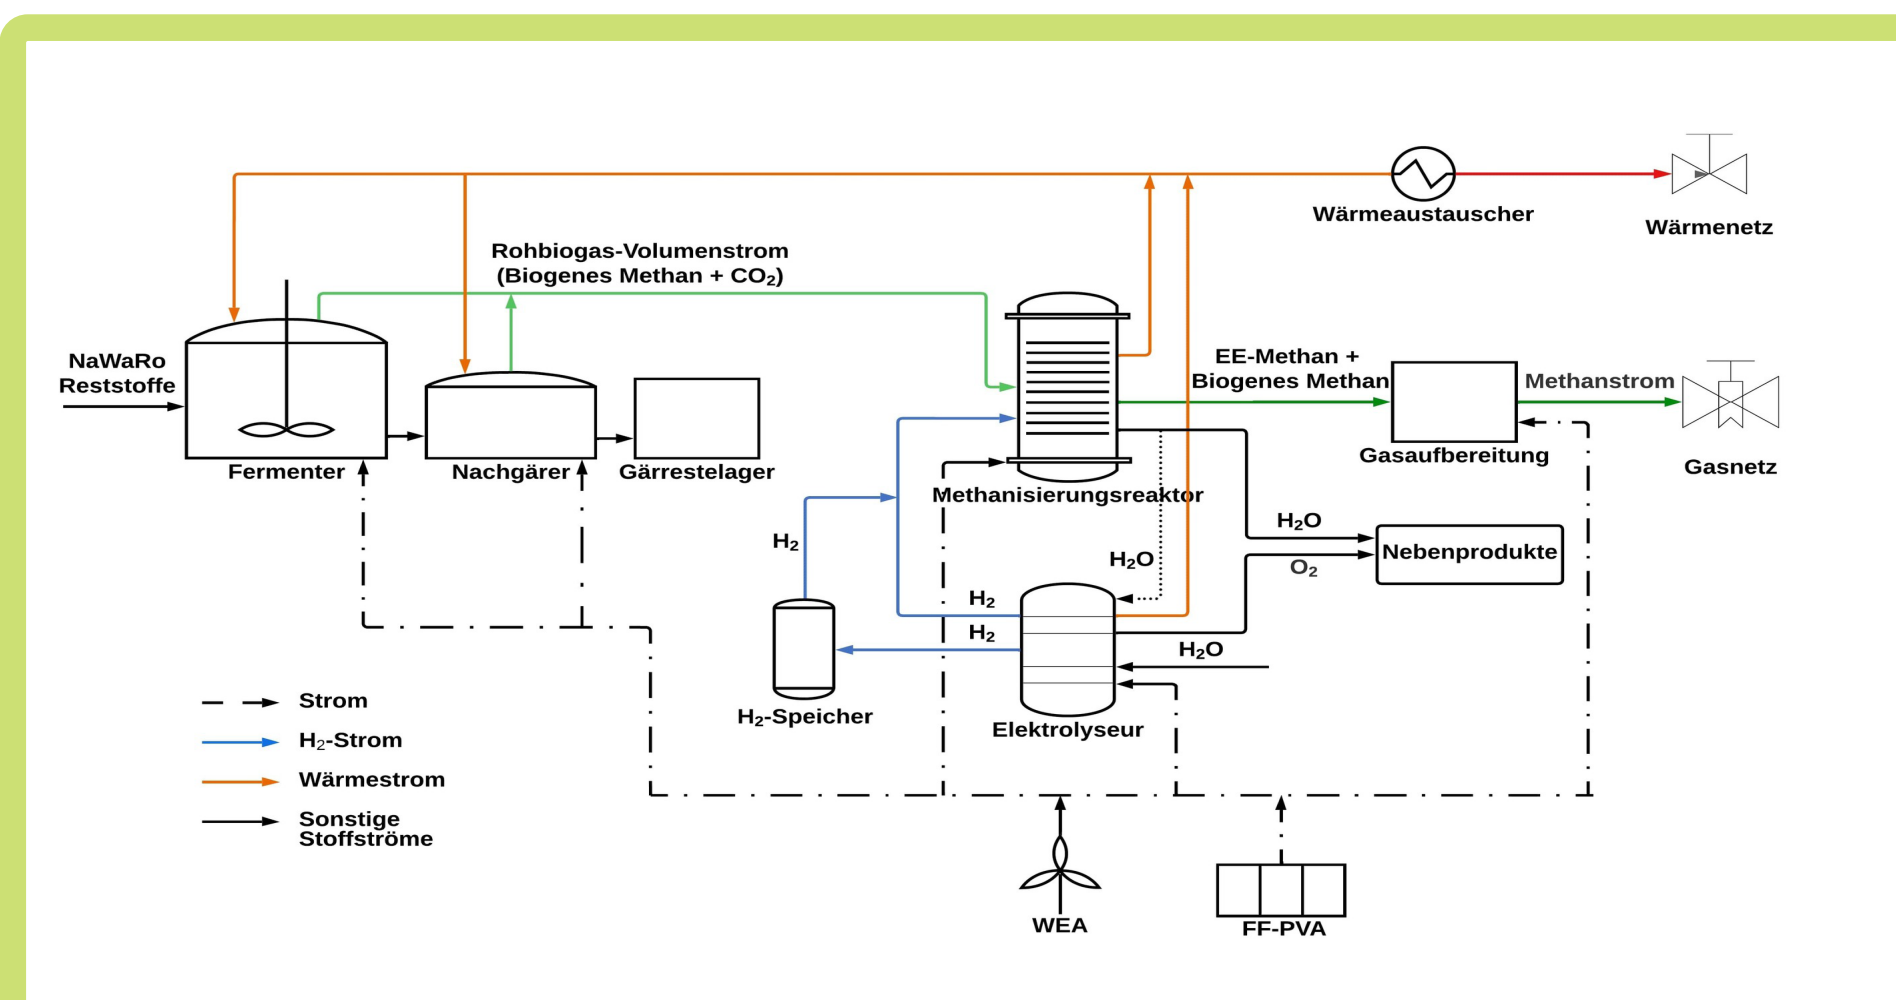 Wärmeaustauscher
Wärmenetz
Rohbiogas-Volumenstrom
(Biogenes Methan + CO₂)
NaWaRo
Reststoffe
EE-Methan +
Biogenes Methan
Methanstrom
Fermenter
Nachgärer
Gärrestelager
Gasaufbereitung
Gasnetz
Methanisierungsreaktor
H₂O
H₂
Nebenprodukte
H₂O
O₂
H₂
H₂
H₂O
H₂-Speicher
Elektrolyseur
Strom
H₂-Strom
Wärmestrom
Sonstige
Stoffströme
WEA
FF-PVA